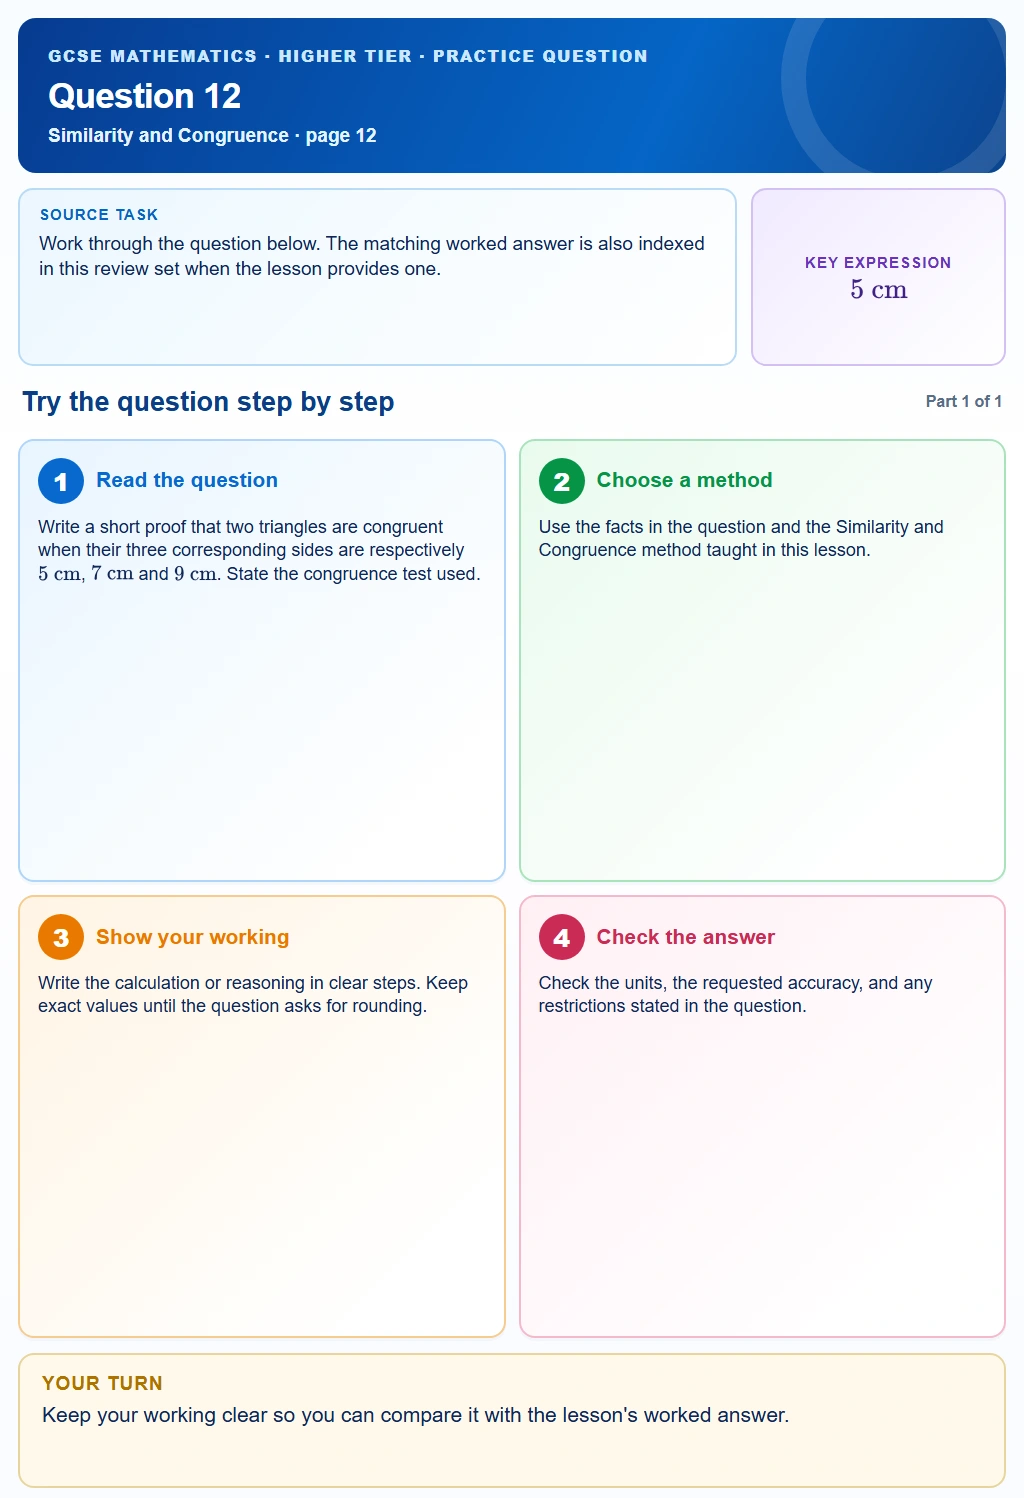 GCSE MATHEMATICS · HIGHER TIER · PRACTICE QUESTION
Question 12
Similarity and Congruence · page 12
SOURCE TASK
Work through the question below. The matching worked answer is also indexed
in this review set when the lesson provides one.
KEY EXPRESSION
5 cm
Try the question step by step
Part 1 of 1
1 Read the question
Write a short proof that two triangles are congruent
when their three corresponding sides are respectively
5 cm, 7 cm and 9 cm. State the congruence test used.
2 Choose a method
Use the facts in the question and the Similarity and
Congruence method taught in this lesson.
3 Show your working
Write the calculation or reasoning in clear steps. Keep
exact values until the question asks for rounding.
4 Check the answer
Check the units, the requested accuracy, and any
restrictions stated in the question.
YOUR TURN
Keep your working clear so you can compare it with the lesson's worked answer.